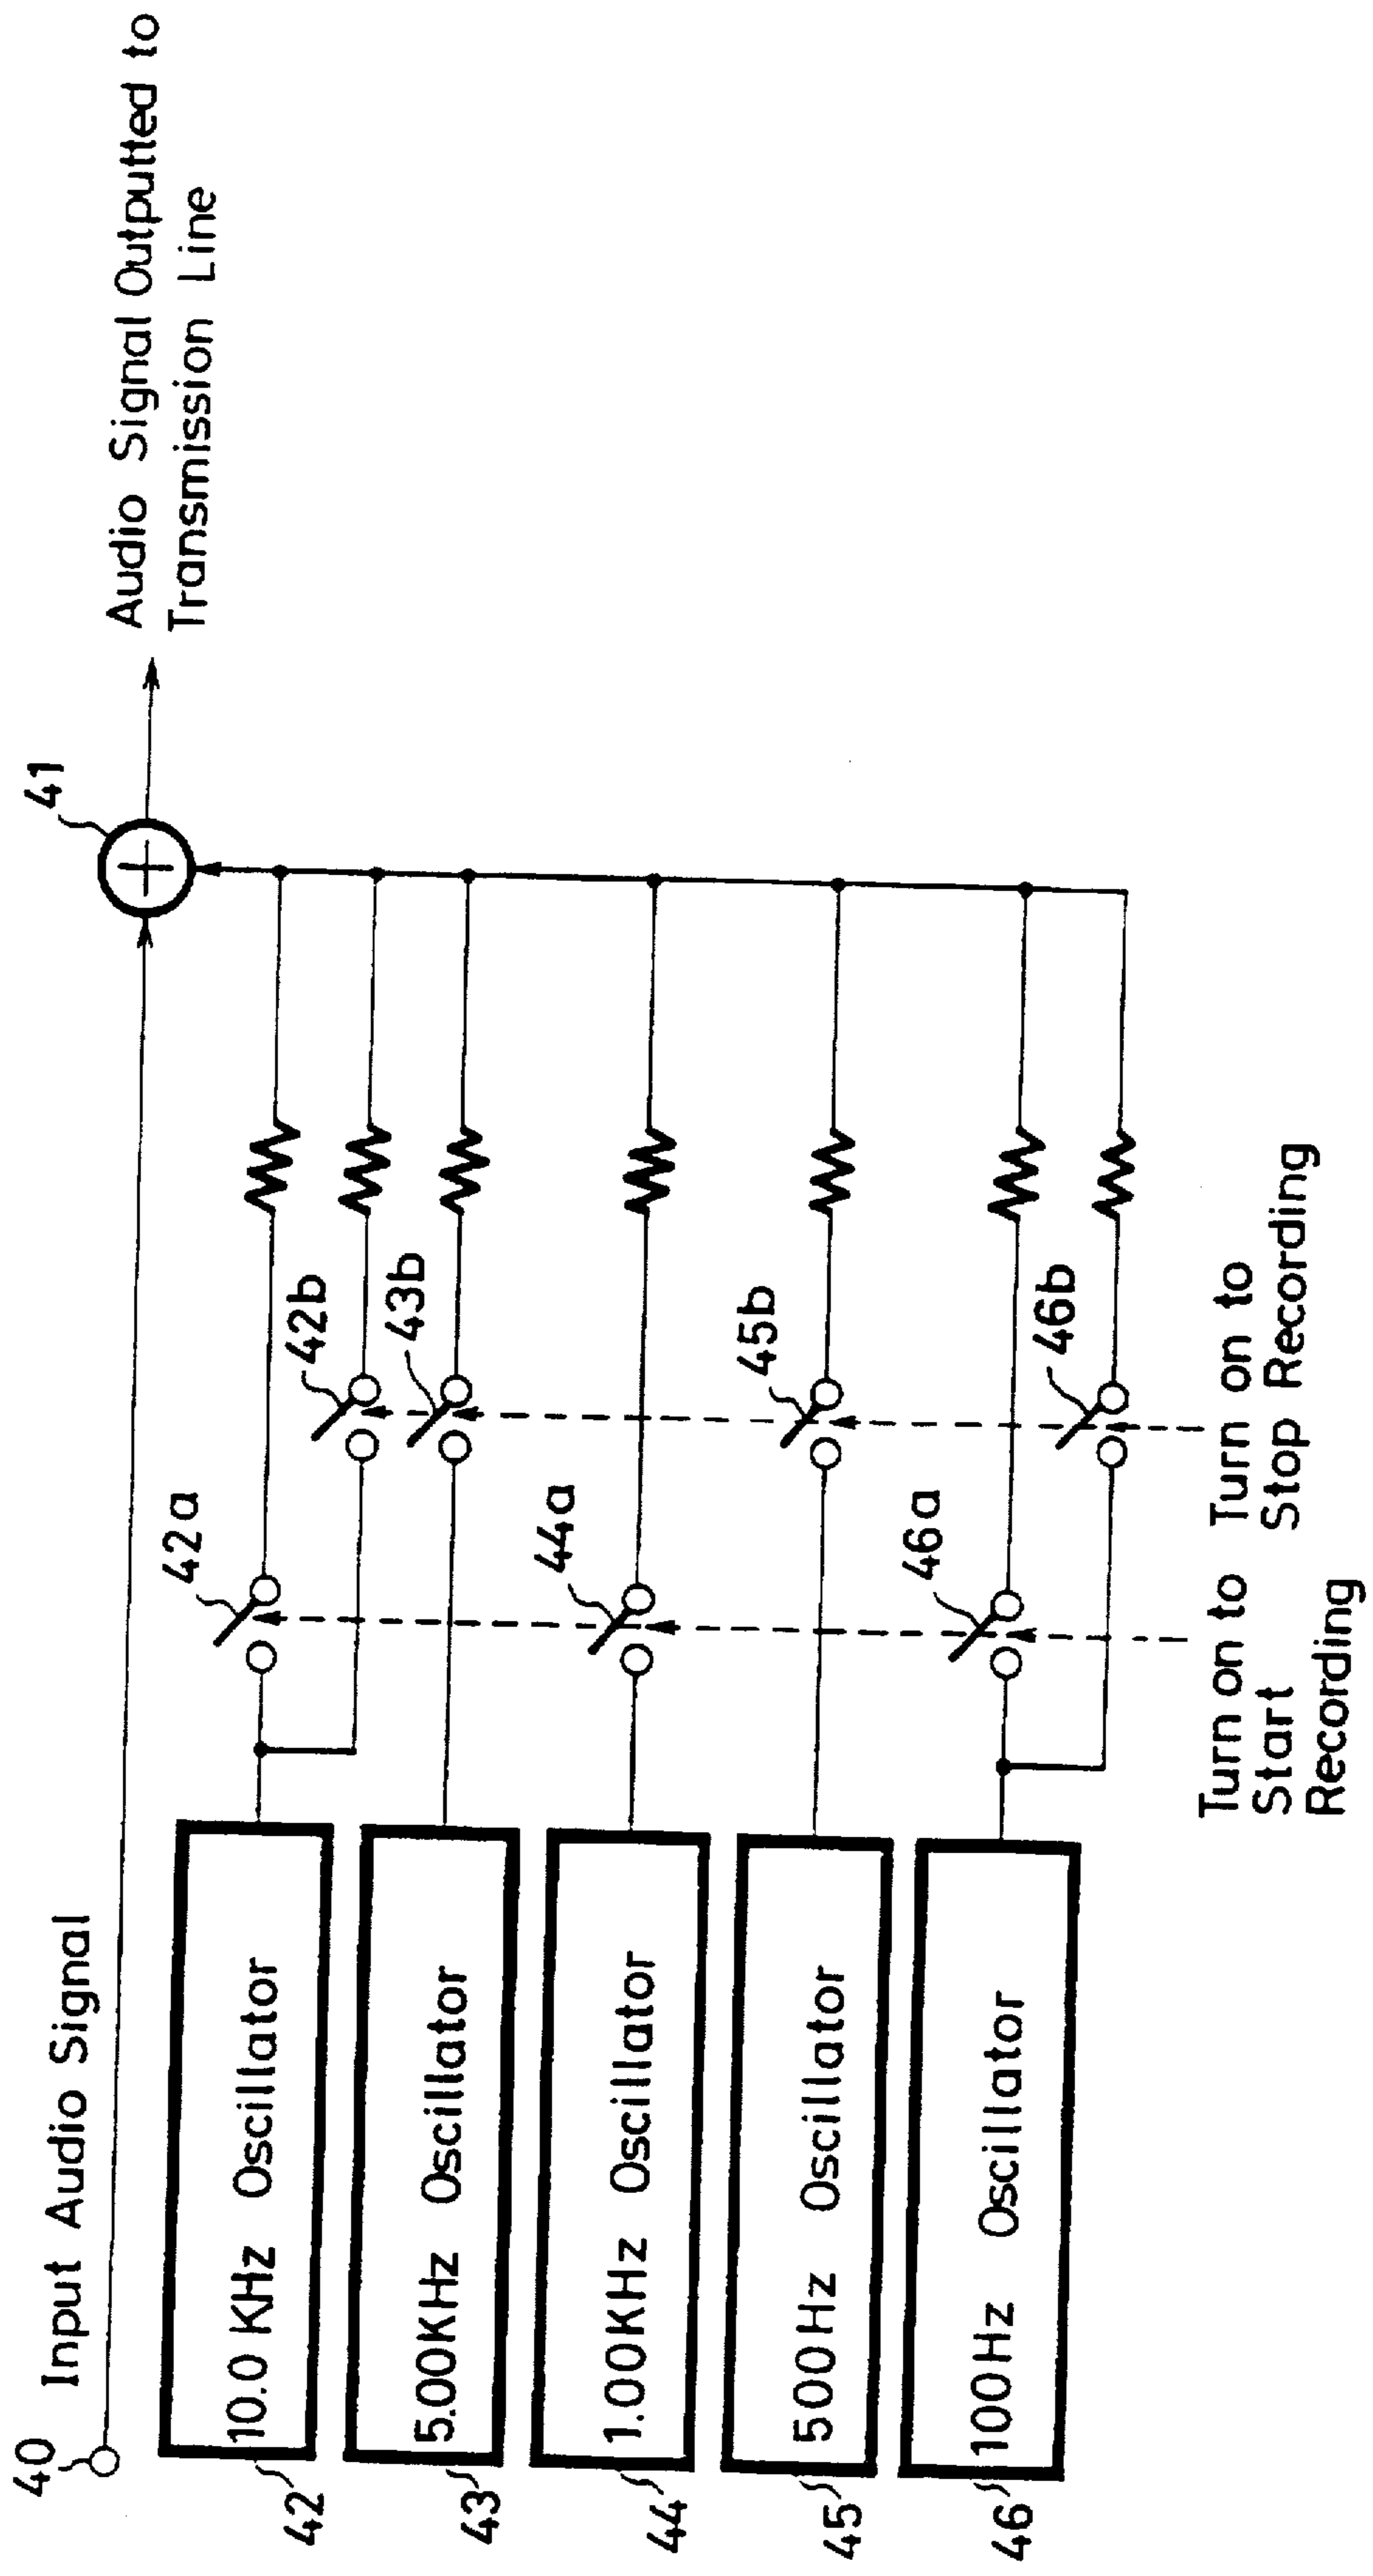 40
Input Audio Signal
41
Audio Signal Outputted to
Transmission Line
42
10.0 KHz Oscillator
42a
42b
43
5.00KHz Oscillator
43b
44
1.00KHz Oscillator
44a
45
500Hz Oscillator
45b
46
100Hz Oscillator
46a
46b
Turn on to
Start
Recording
Turn on to
Stop Recording